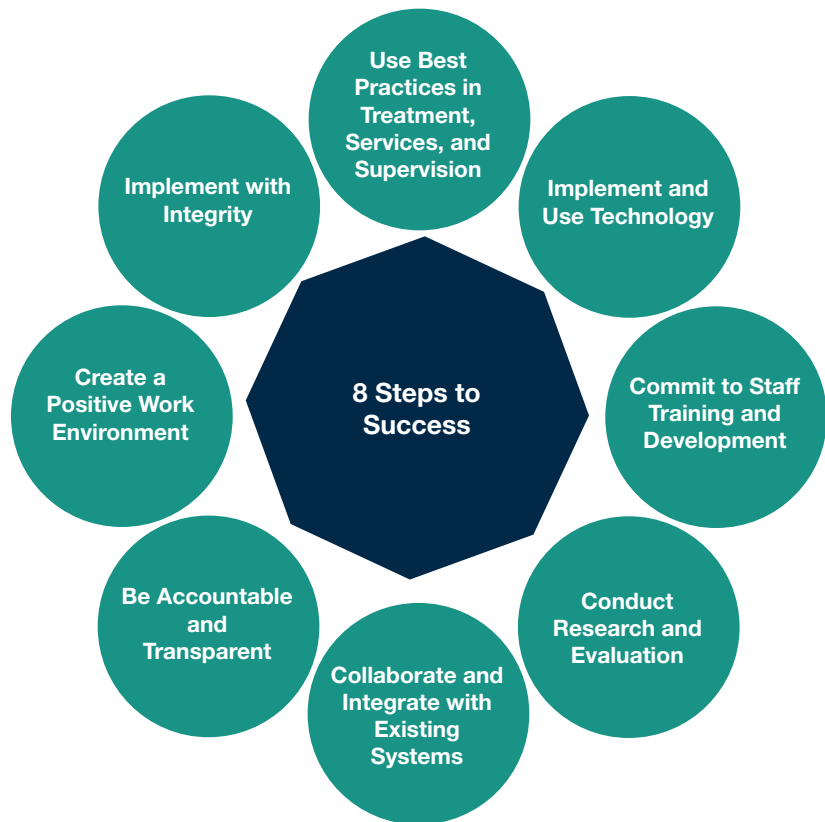 Use Best
Practices in
Treatment,
Services, and
Supervision
Implement and
Use Technology
Commit to Staff
Training and
Development
Conduct
Research and
Evaluation
Collaborate and
Integrate with
Existing
Systems
Be Accountable
and
Transparent
Create a
Positive Work
Environment
Implement with
Integrity
8 Steps to
Success